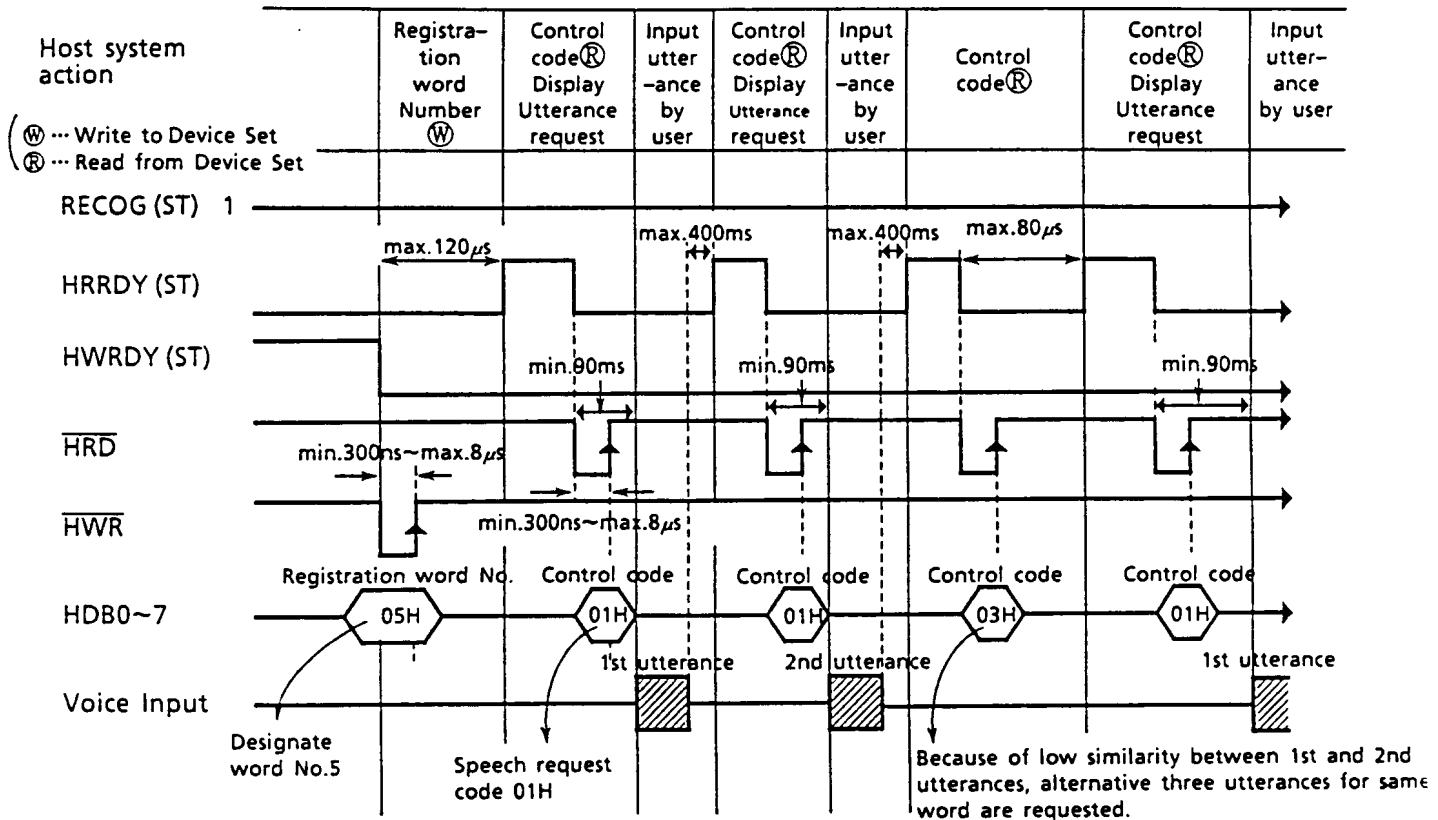 Host system
action
Ⓦ ··· Write to Device Set
Ⓡ ··· Read from Device Set
Registra-
tion
word
Number
Ⓦ
Control
codeⓇ
Display
Utterance
request
Input
utter
-ance
by
user
Control
codeⓇ
Display
Utterance
request
Input
utter
-ance
by
user
Control
codeⓇ
Control
codeⓇ
Display
Utterance
request
Input
utter-
ance
by user
RECOG (ST) 1
max.120μs
max.400ms
max.400ms
max.80μs
HRRDY (ST)
HWRDY (ST)
min.90ms
min.90ms
min.90ms
HRD
min.300ns~max.8μs
HWR
min.300ns~max.8μs
Registration word No.
Control code
Control code
Control code
Control code
HDB0~7
05H
01H
01H
03H
01H
1st utterance
2nd utterance
1st utterance
Voice Input
Designate
word No.5
Speech request
code 01H
Because of low similarity between 1st and 2nd
utterances, alternative three utterances for same
word are requested.